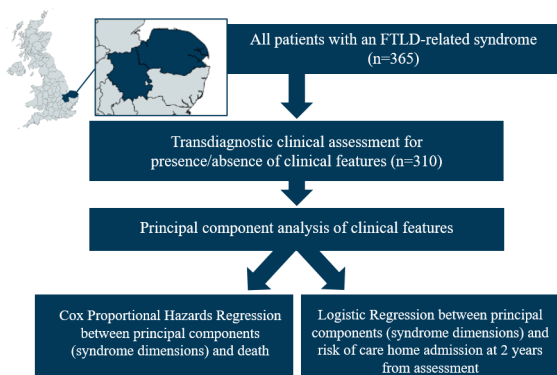 All patients with an FTLD-related syndrome
(n=365)
Transdiagnostic clinical assessment for
presence/absence of clinical features (n=310)
Principal component analysis of clinical features
Cox Proportional Hazards Regression
between principal components
(syndrome dimensions) and death
Logistic Regression between principal
components (syndrome dimensions) and
risk of care home admission at 2 years
from assessment